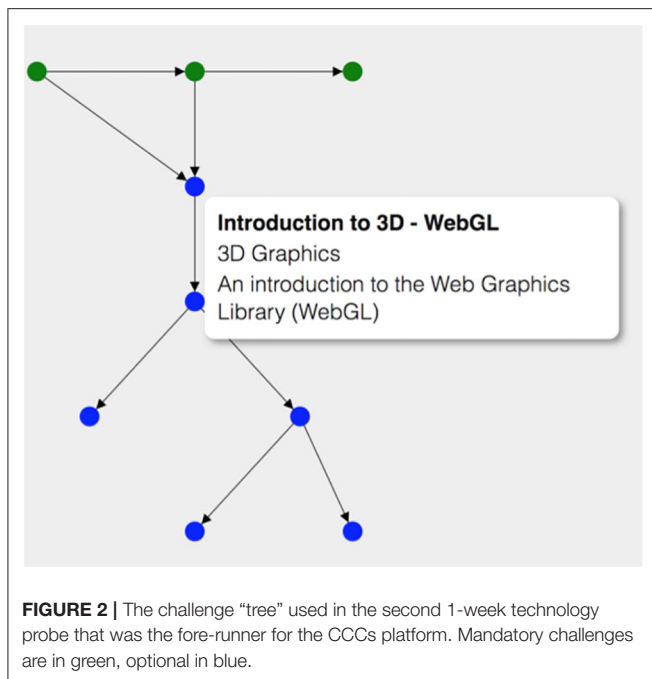 Introduction to 3D - WebGL
3D Graphics
An introduction to the Web Graphics
Library (WebGL)
FIGURE 2 | The challenge “tree” used in the second 1-week technology
probe that was the fore-runner for the CCCs platform. Mandatory challenges
are in green, optional in blue.